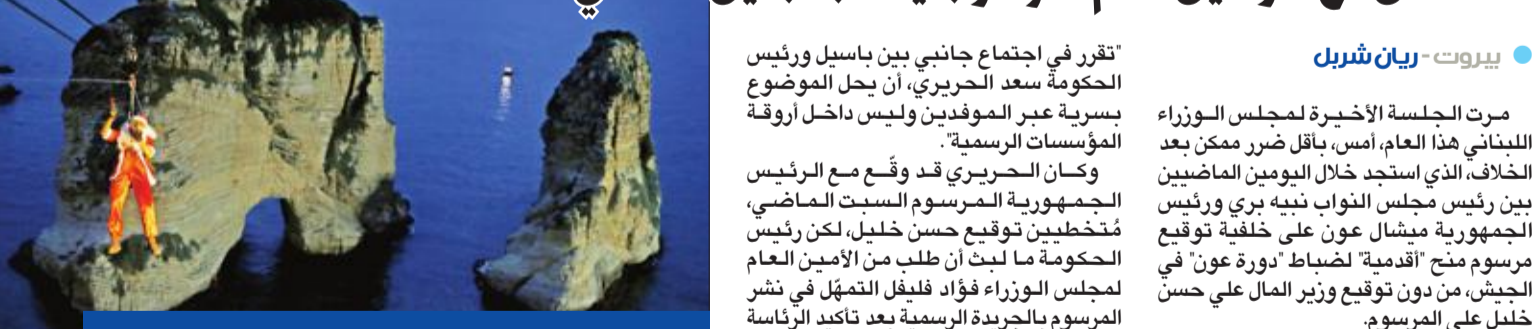 بيروت - ريان شربل
مرت الجلسة الأخيرة لمجلس الوزراء
اللبناني هذا العام، أمس، بأقل ضرر ممكن بعد
الخلاف، الذي استجد خلال اليومين الماضيين
بين رئيس مجلس النواب نبيه بري ورئيس
الجمهورية ميشال عون على خلفية توقيع
مرسوم منح "أقدمية" لضباط "دورة عون" في
الجيش، من دون توقيع وزير المال علي حسن
خليل على المرسوم.
"تقرر في اجتماع جانبي بين باسيل ورئيس
الحكومة سعد الحريري، أن يحل الموضوع
بسرية عبر الموفدين وليس داخل أروقة
المؤسسات الرسمية".
وكان الحريري قد وقّع مع الرئيس
الجمهورية المرسوم السبت الماضي،
مُتخطيين توقيع حسن خليل، لكن رئيس
الحكومة ما لبث أن طلب من الأمين العام
لمجلس الوزراء فؤاد فليفل التمهّل في نشر
المرسوم بالجريدة الرسمية بعد تأكيد الرئاسة